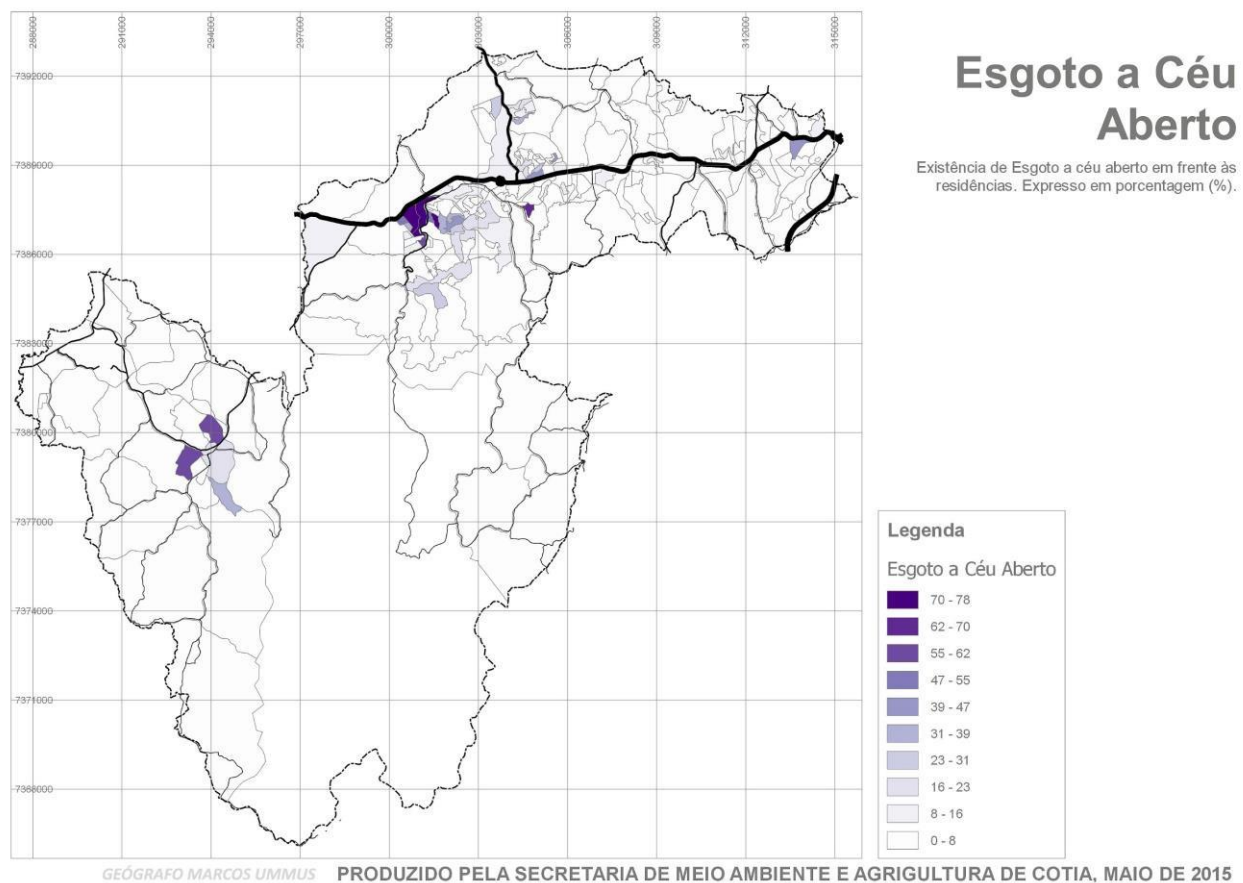 288000
291000
294000
297000
300000
303000
306000
309000
312000
315000
Esgoto a Céu
Aberto
Existência de Esgoto a céu aberto em frente às
residências. Expresso em porcentagem (%).
7392000
7389000
7386000
7383000
7380000
7377000
7374000
7371000
7368000
Legenda
Esgoto a Céu Aberto
70 - 78
62 - 70
55 - 62
47 - 55
39 - 47
31 - 39
23 - 31
16 - 23
8 - 16
0 - 8
GEÓGRAFO MARCOS UMMUS PRODUZIDO PELA SECRETARIA DE MEIO AMBIENTE E AGRIGULTURA DE COTIA, MAIO DE 2015